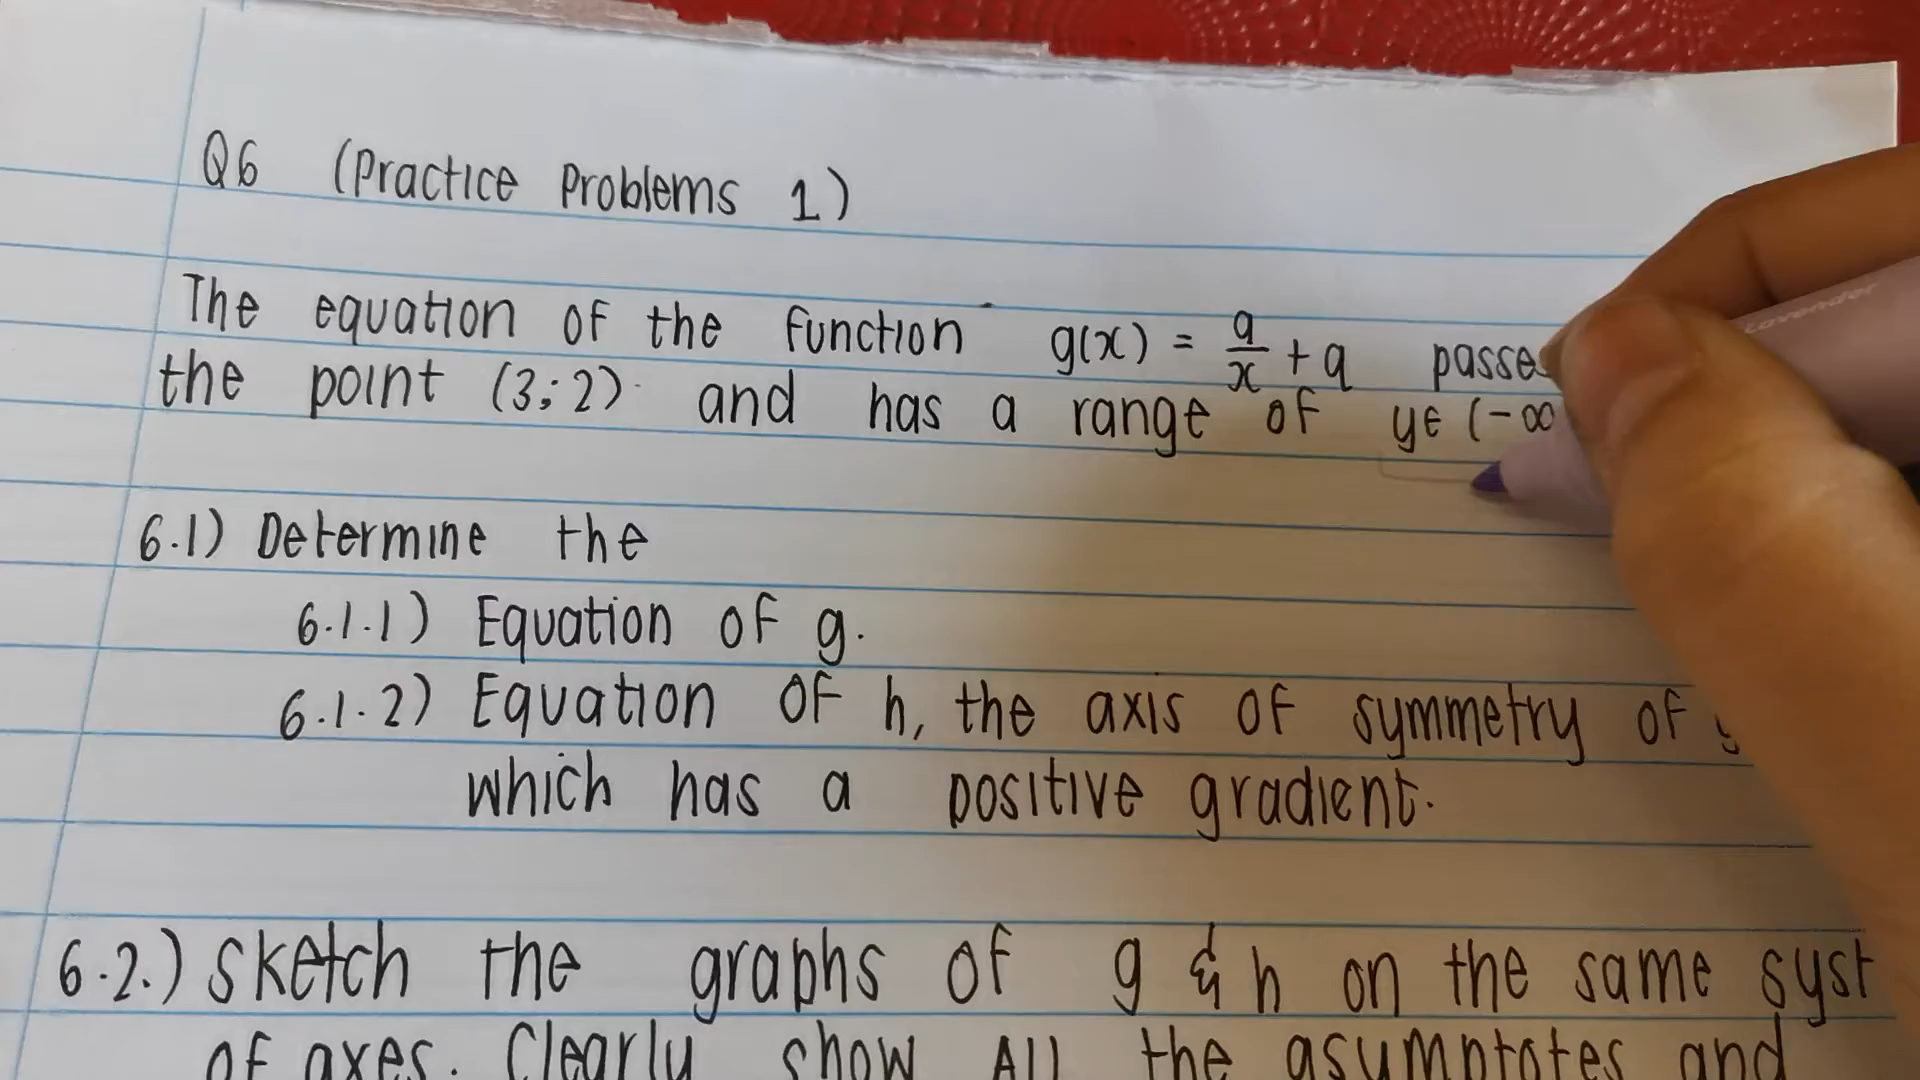 Q6 (Practice Problems 1)
The equation of the function g(x) = a/x + q passes
the point (3;2) and has a range of y∈ (-∞
6.1) Determine the
6.1.1) Equation of g.
6.1.2) Equation of h, the axis of symmetry of
which has a positive gradient.
6.2.) Sketch the graphs of g & h on the same syst
of axes. Clearly show All the asymptotes and
Lavender